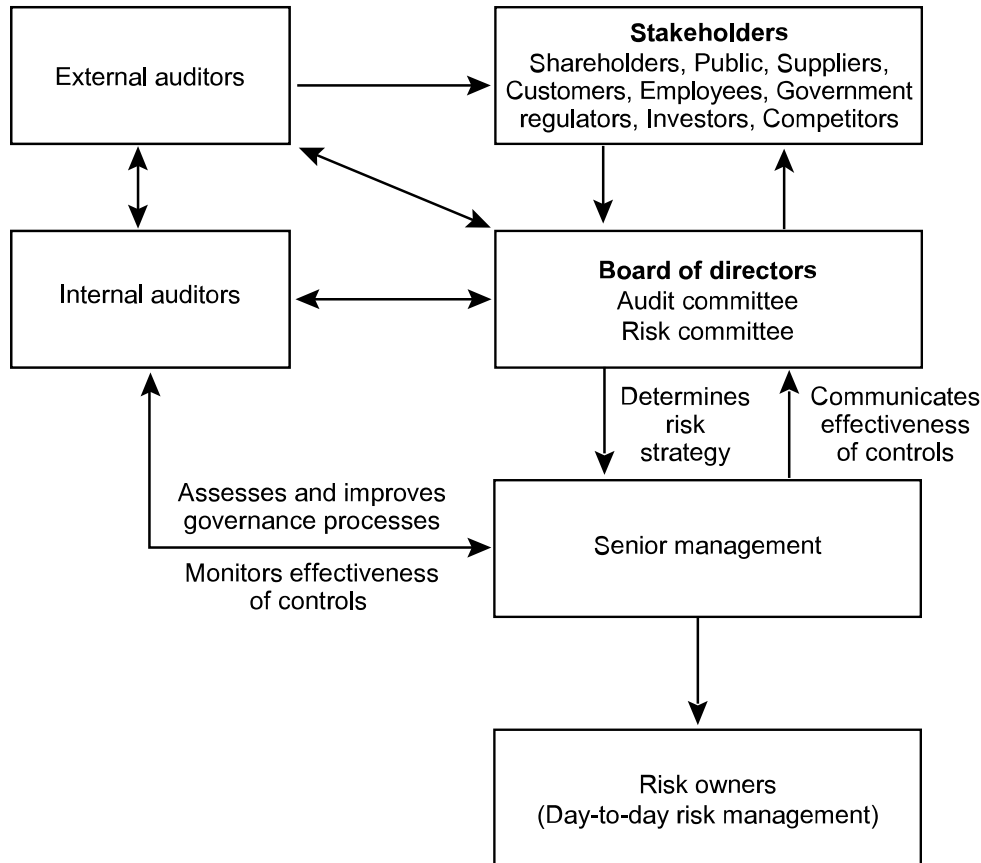 External auditors
Stakeholders
Shareholders, Public, Suppliers,
Customers, Employees, Government
regulators, Investors, Competitors
Internal auditors
Board of directors
Audit committee
Risk committee
Determines
risk
strategy
Communicates
effectiveness
of controls
Assesses and improves
governance processes
Monitors effectiveness
of controls
Senior management
Risk owners
(Day-to-day risk management)